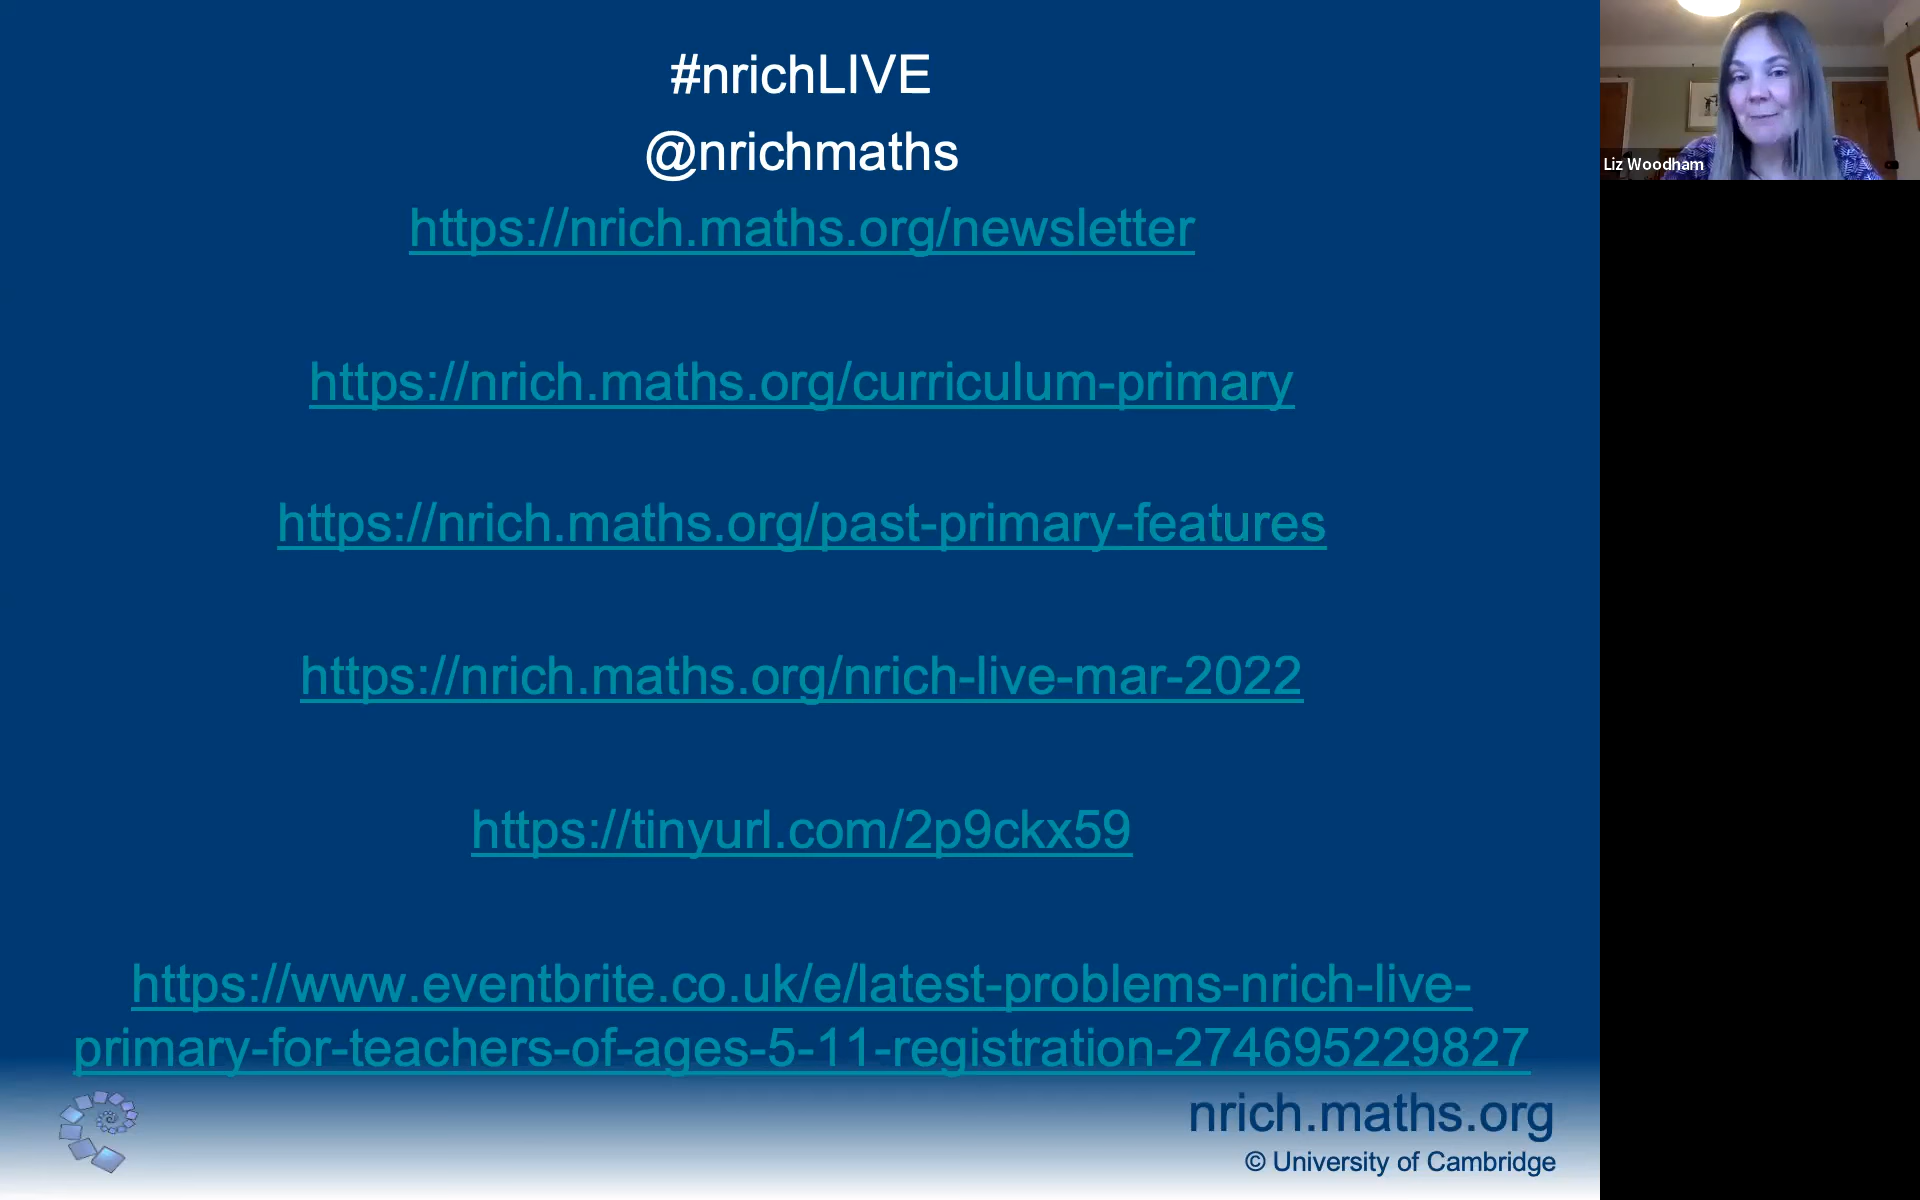 #nrichLIVE
@nrichmaths
https://nrich.maths.org/newsletter
https://nrich.maths.org/curriculum-primary
https://nrich.maths.org/past-primary-features
https://nrich.maths.org/nrich-live-mar-2022
https://tinyurl.com/2p9ckx59
https://www.eventbrite.co.uk/e/latest-problems-nrich-live-
primary-for-teachers-of-ages-5-11-registration-274695229827
nrich.maths.org
© University of Cambridge
Liz Woodham